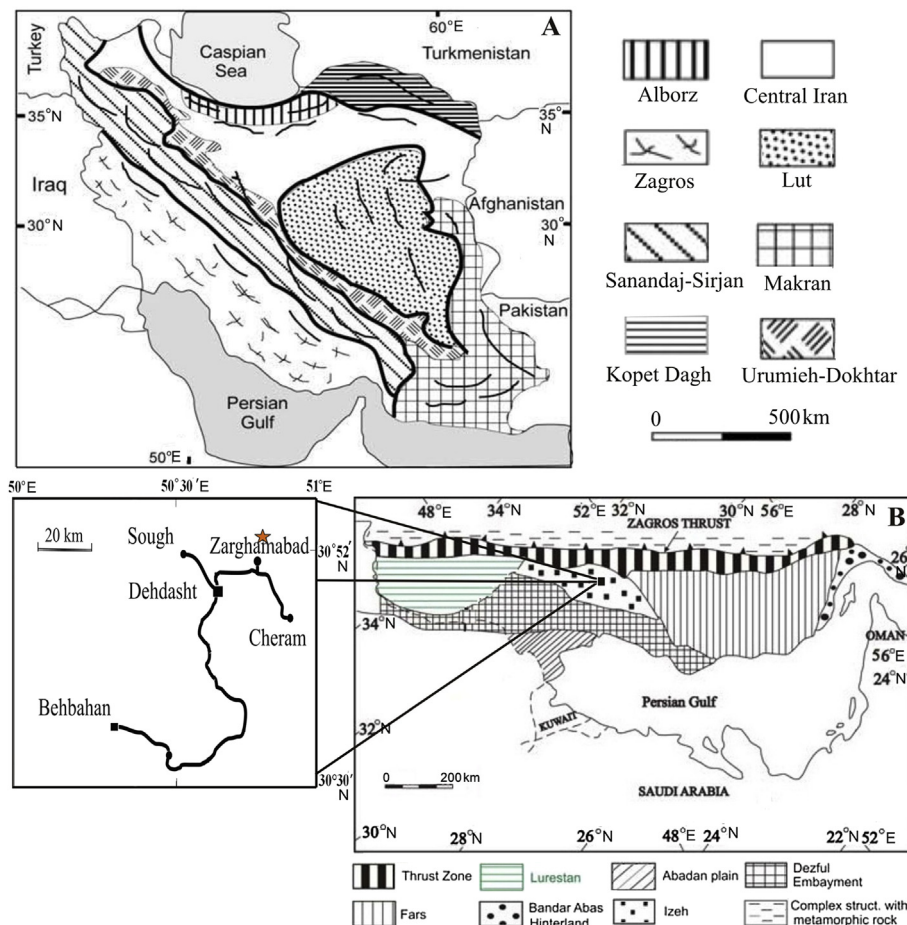 A
60°E
Turkey
Caspian
Sea
Turkmenistan
35°N
35°
N
Iraq
30°N
Afghanistan
30°
N
Pakistan
Persian
Gulf
50°E
Alborz
Central Iran
Zagros
Lut
Sanandaj-Sirjan
Makran
Kopet Dagh
Urumieh-Dokhtar
0 500km
50°E
50°30′E
51°E
20 km
Sough
Zarghamabad
30°52′
N
Dehdasht
Cheram
Behbahan
30°30′
N
B
48°E
34°N
52°E
32°N
30°N
56°E
28°N
ZAGROS THRUST
26°
N
34°N
OMAN
56°E
24°N
Persian Gulf
KUWAIT
32°N
SAUDI ARABIA
0 200km
30°N
28°N
26°N
48°E
24°N
22°N
52°E
Thrust Zone
Lurestan
Abadan plain
Dezful
Embayment
Fars
Bandar Abas
Hinterland
Izeh
Complex struct. with
metamorphic rock